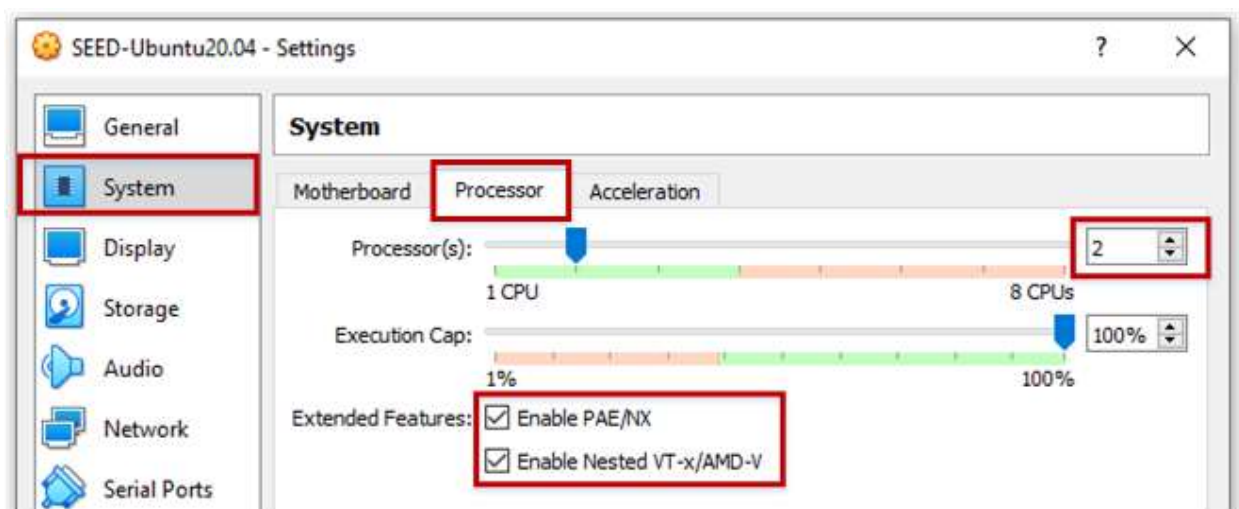 SEED-Ubuntu20.04 - Settings ? ×
General
System
System
Motherboard Processor Acceleration
Display
Processor(s): 2
1 CPU 8 CPUs
Storage
Execution Cap: 100%
1% 100%
Audio
Network
Extended Features: Enable PAE/NX
Enable Nested VT-x/AMD-V
Serial Ports